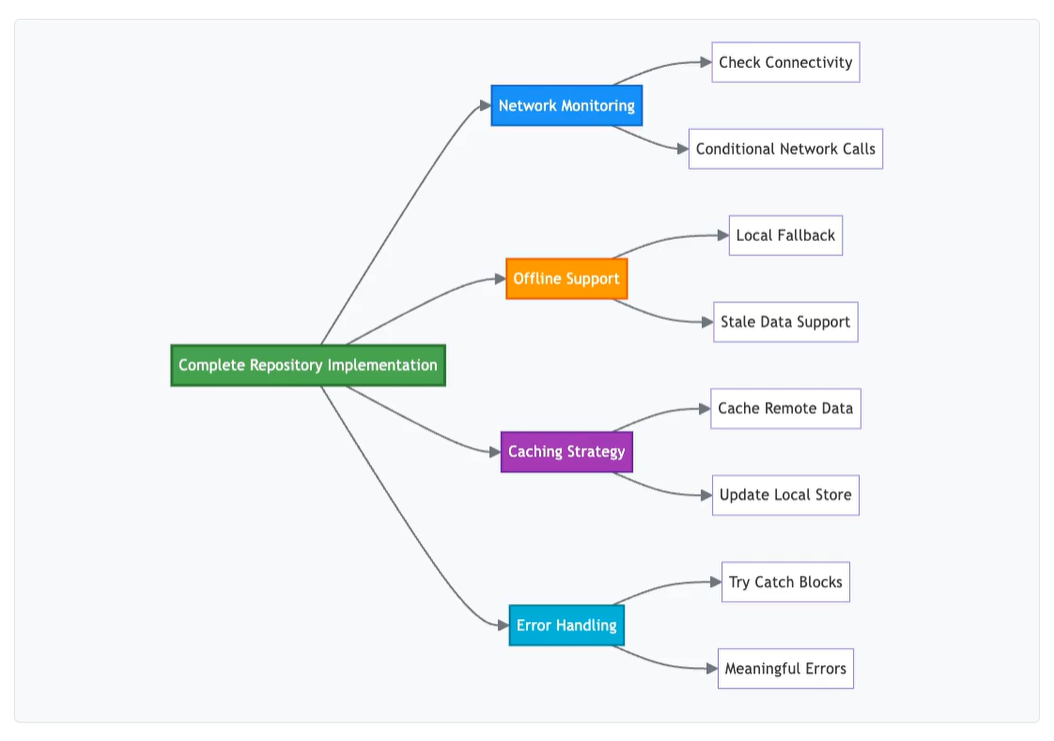 Complete Repository Implementation
Network Monitoring
Check Connectivity
Conditional Network Calls
Offline Support
Local Fallback
Stale Data Support
Caching Strategy
Cache Remote Data
Update Local Store
Error Handling
Try Catch Blocks
Meaningful Errors